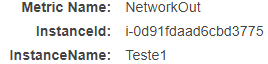 Metric Name: NetworkOut
InstanceId: i-0d91fdaad6cbd3775
InstanceName: Teste1